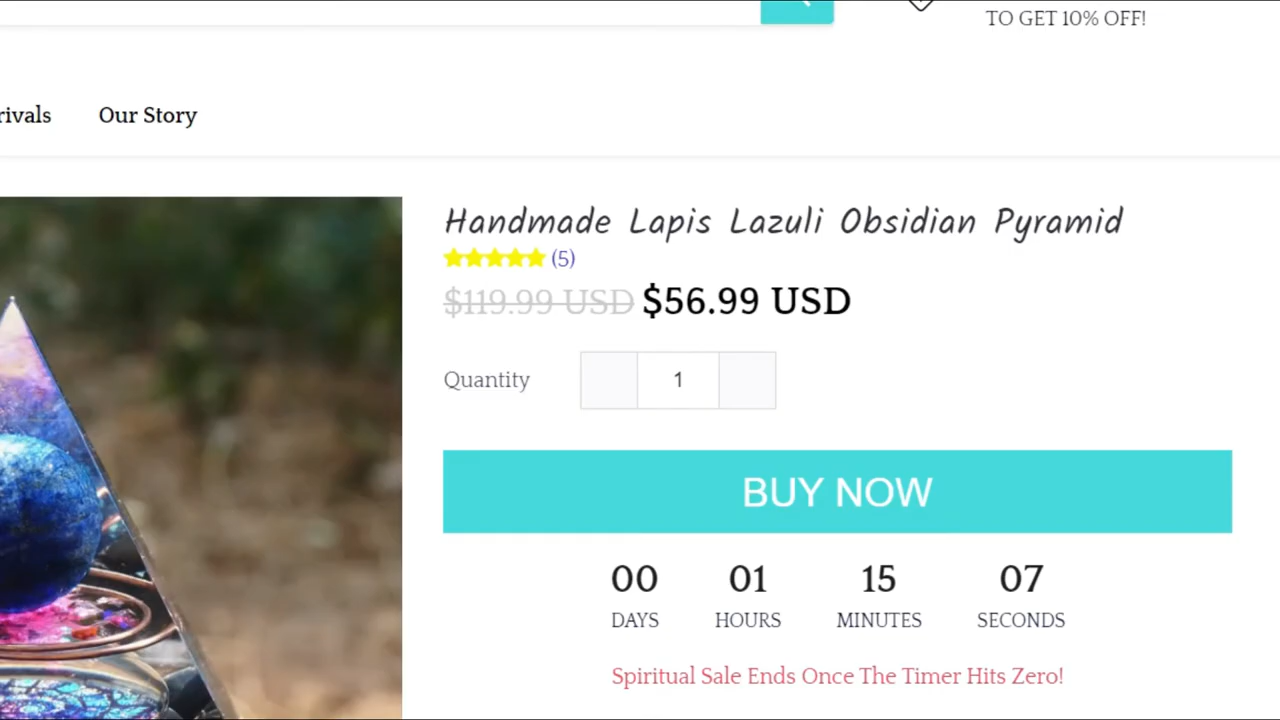 TO GET 10% OFF!
rivals Our Story
Handmade Lapis Lazuli Obsidian Pyramid
(5)
$119.99 USD $56.99 USD
Quantity 1
BUY NOW
00 01 15 07
DAYS HOURS MINUTES SECONDS
Spiritual Sale Ends Once The Timer Hits Zero!